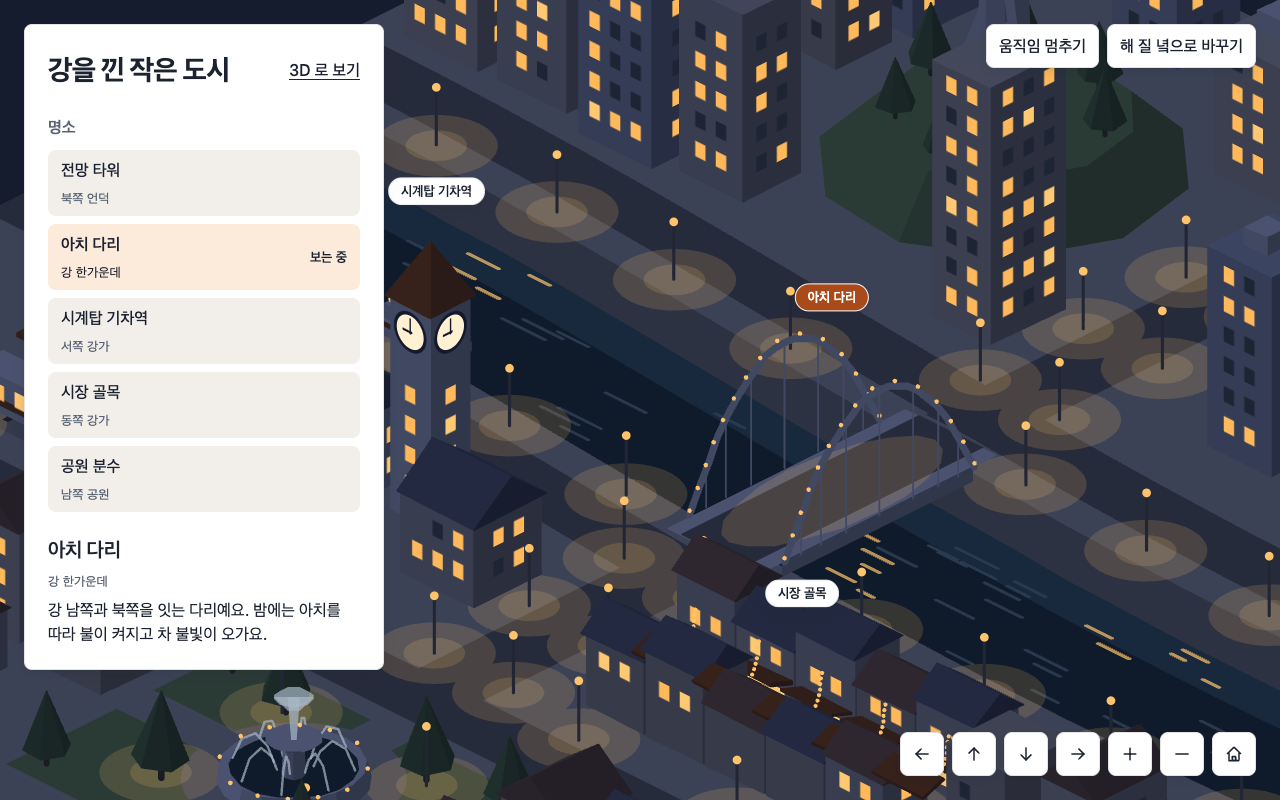 강을 낀 작은 도시
3D 로 보기
명소
전망 타워
북쪽 언덕
아치 다리
강 한가운데
보는 중
시계탑 기차역
서쪽 강가
시장 골목
동쪽 강가
공원 분수
남쪽 공원
아치 다리
강 한가운데
강 남쪽과 북쪽을 잇는 다리예요. 밤에는 아치를
따라 불이 켜지고 차 불빛이 오가요.
움직임 멈추기
해 질 녘으로 바꾸기
시계탑 기차역
아치 다리
시장 골목